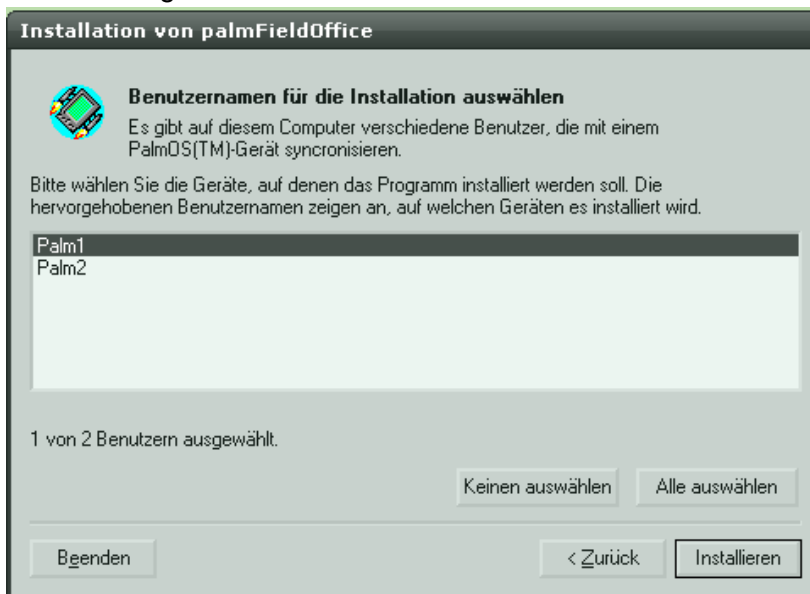 Installation von palmFieldOffice
Benutzernamen für die Installation auswählen
Es gibt auf diesem Computer verschiedene Benutzer, die mit einem
PalmOS(TM)-Gerät syncronisieren.
Bitte wählen Sie die Geräte, auf denen das Programm installiert werden soll. Die
hervorgehobenen Benutzernamen zeigen an, auf welchen Geräten es installiert wird.
Palm1
Palm2
1 von 2 Benutzern ausgewählt.
Keinen auswählen Alle auswählen
Beenden < Zurück Installieren